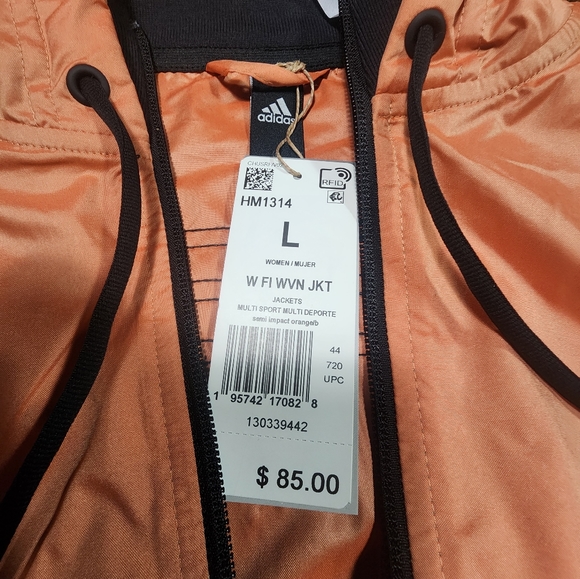 adidas
RFID
HM1314
L
WOMEN / MUJER
W FI WVN JKT
JACKETS
MULTI SPORT MULTI DEPORTE
semi impact orange/b
44
720
UPC
1 95742 17082 8
130339442
$ 85.00